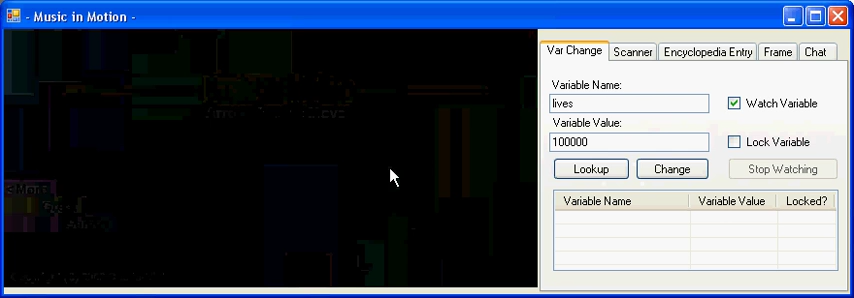 - Music in Motion -
Var Change Scanner Encyclopedia Entry Frame Chat
Variable Name:
lives
Watch Variable
Variable Value:
100000
Lock Variable
Lookup Change Stop Watching
Variable Name Variable Value Locked?